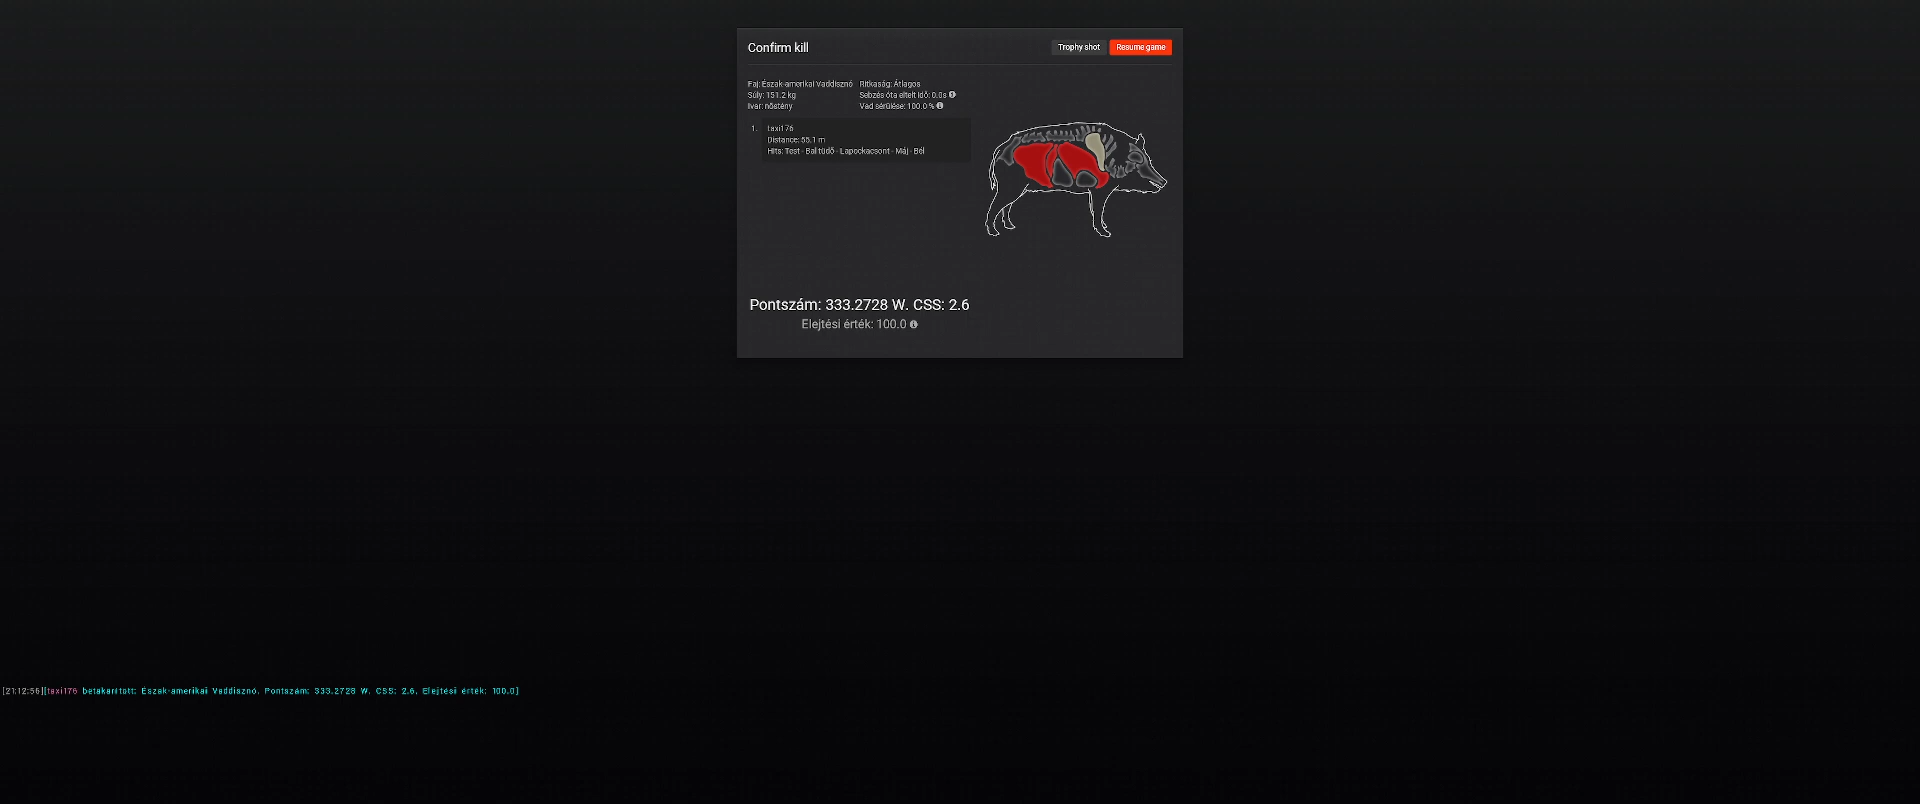 Confirm kill
Trophy shot
Resume game
Faj: Észak-amerikai Vaddisznó
Ritkaság: Átlagos
Súly: 151.2 kg
Sebzés óta eltelt idő: 0.0s
Ivar: nőstény
Vad sérülése: 100.0 %
1.
taxi176
Distance: 55.1 m
Hits: Test - Bal tüdő - Lapockacsont - Máj - Bél
Pontszám: 333.2728 W. CSS: 2.6
Elejtési érték: 100.0
[21:12:56][taxi176 betakarított: Észak-amerikai Vaddisznó, Pontszám: 333.2728 W. CSS: 2.6, Elejtési érték: 100.0]